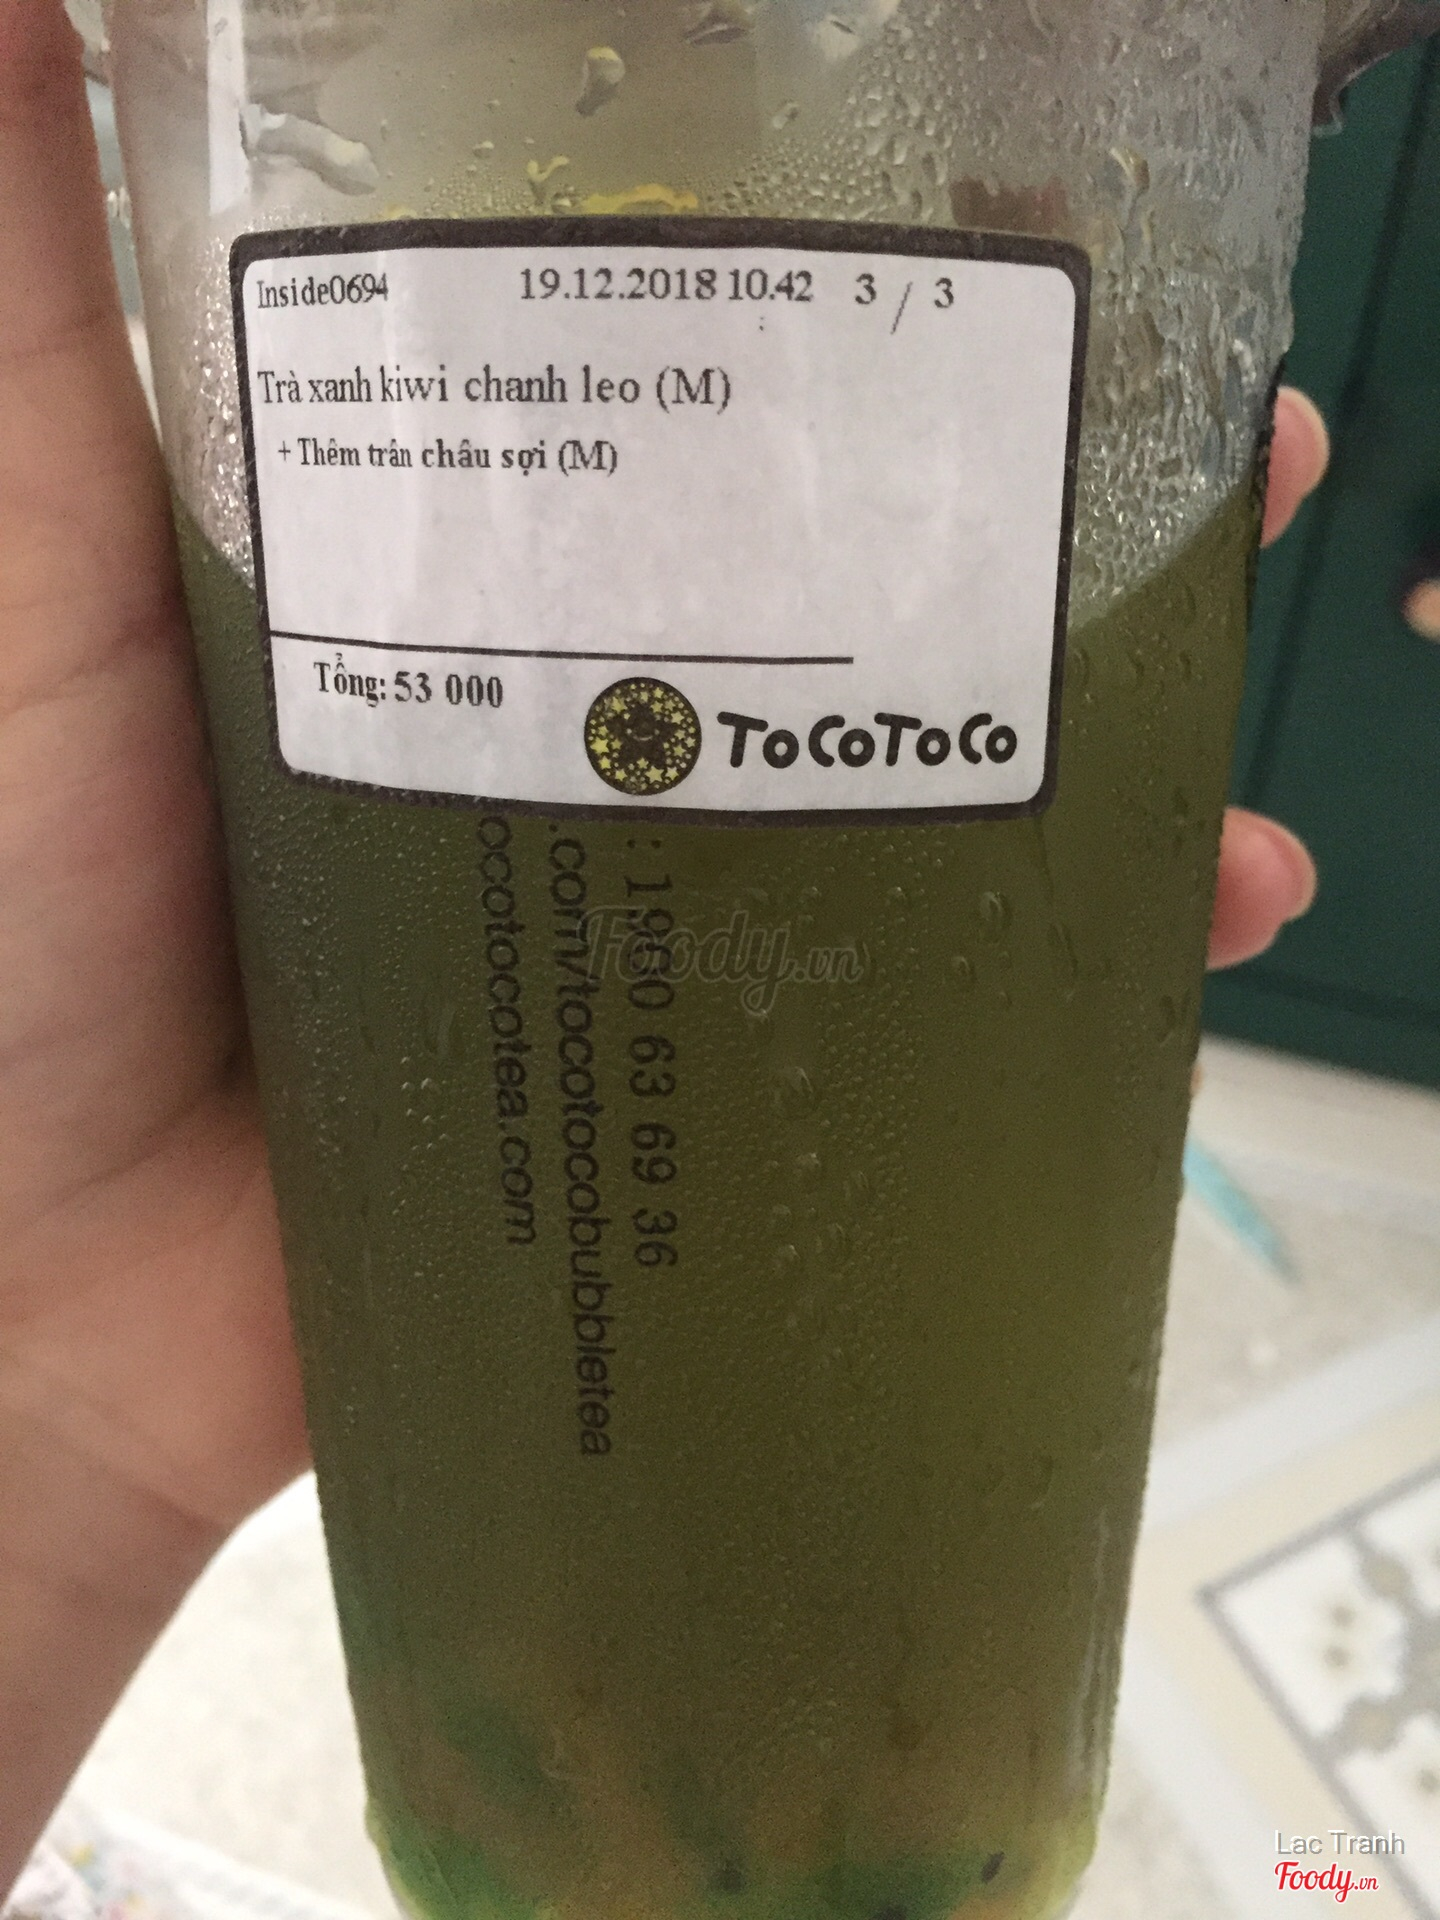 Inside0694 19.12.2018 10:42 3 / 3
Trà xanh kiwi chanh leo (M)
+ Thêm trân châu sợi (M)
Tổng: 53 000
ToCoToCo
: 1900 63 69 36
.com/tocotocobubbletea
ocotocotea.com
Foody.vn
Lac Tranh
Foody.vn